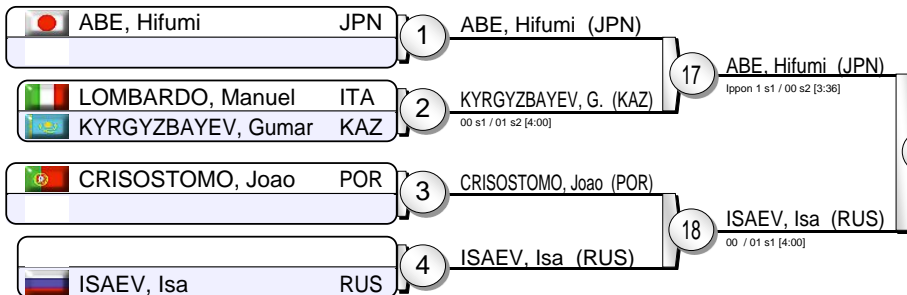 ABE, Hifumi JPN
1
LOMBARDO, Manuel ITA
KYRGYZBAYEV, Gumar KAZ
2
CRISOSTOMO, Joao POR
3
ISAEV, Isa RUS
4
ABE, Hifumi (JPN)
17
KYRGYZBAYEV, G. (KAZ)
00 s1 / 01 s2 [4:00]
CRISOSTOMO, Joao (POR)
18
ISAEV, Isa (RUS)
ABE, Hifumi (JPN)
Ippon 1 s1 / 00 s2 [3:36]
ISAEV, Isa (RUS)
00 / 01 s1 [4:00]